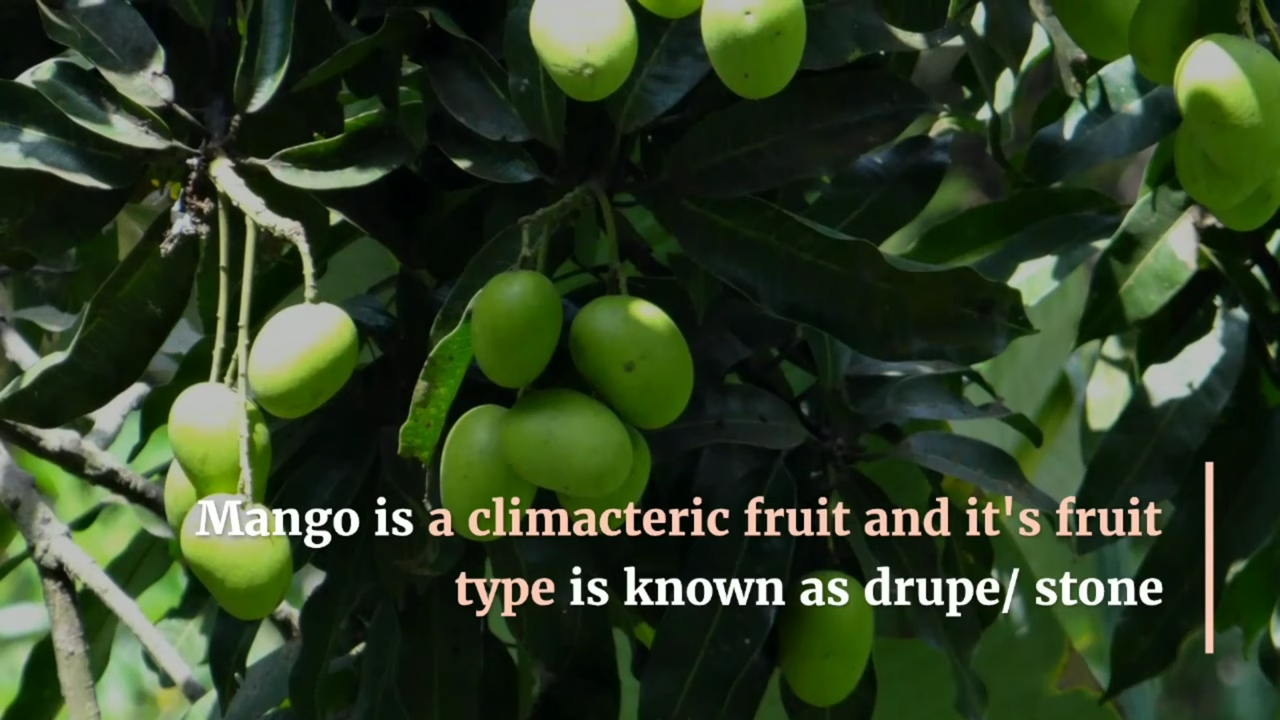 Mango is a climacteric fruit and it's fruit
type is known as drupe/ stone